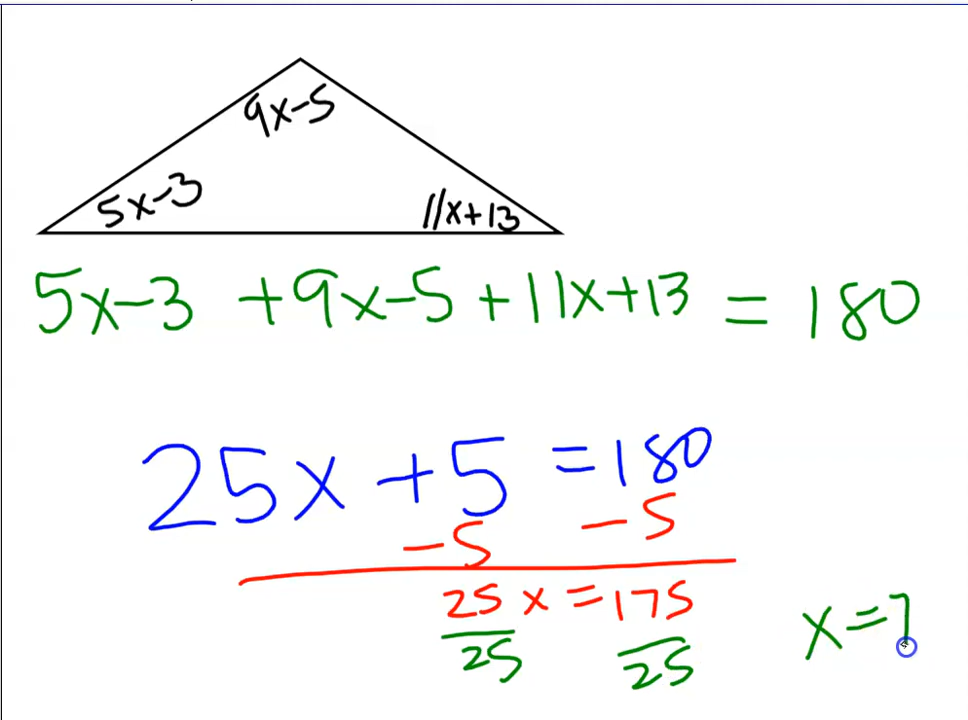 9x-5
5x-3
11x+13
5x-3 +9x-5+11x+13 = 180
25x +5 =180
-5 -5
25x=175
25 25
x=7